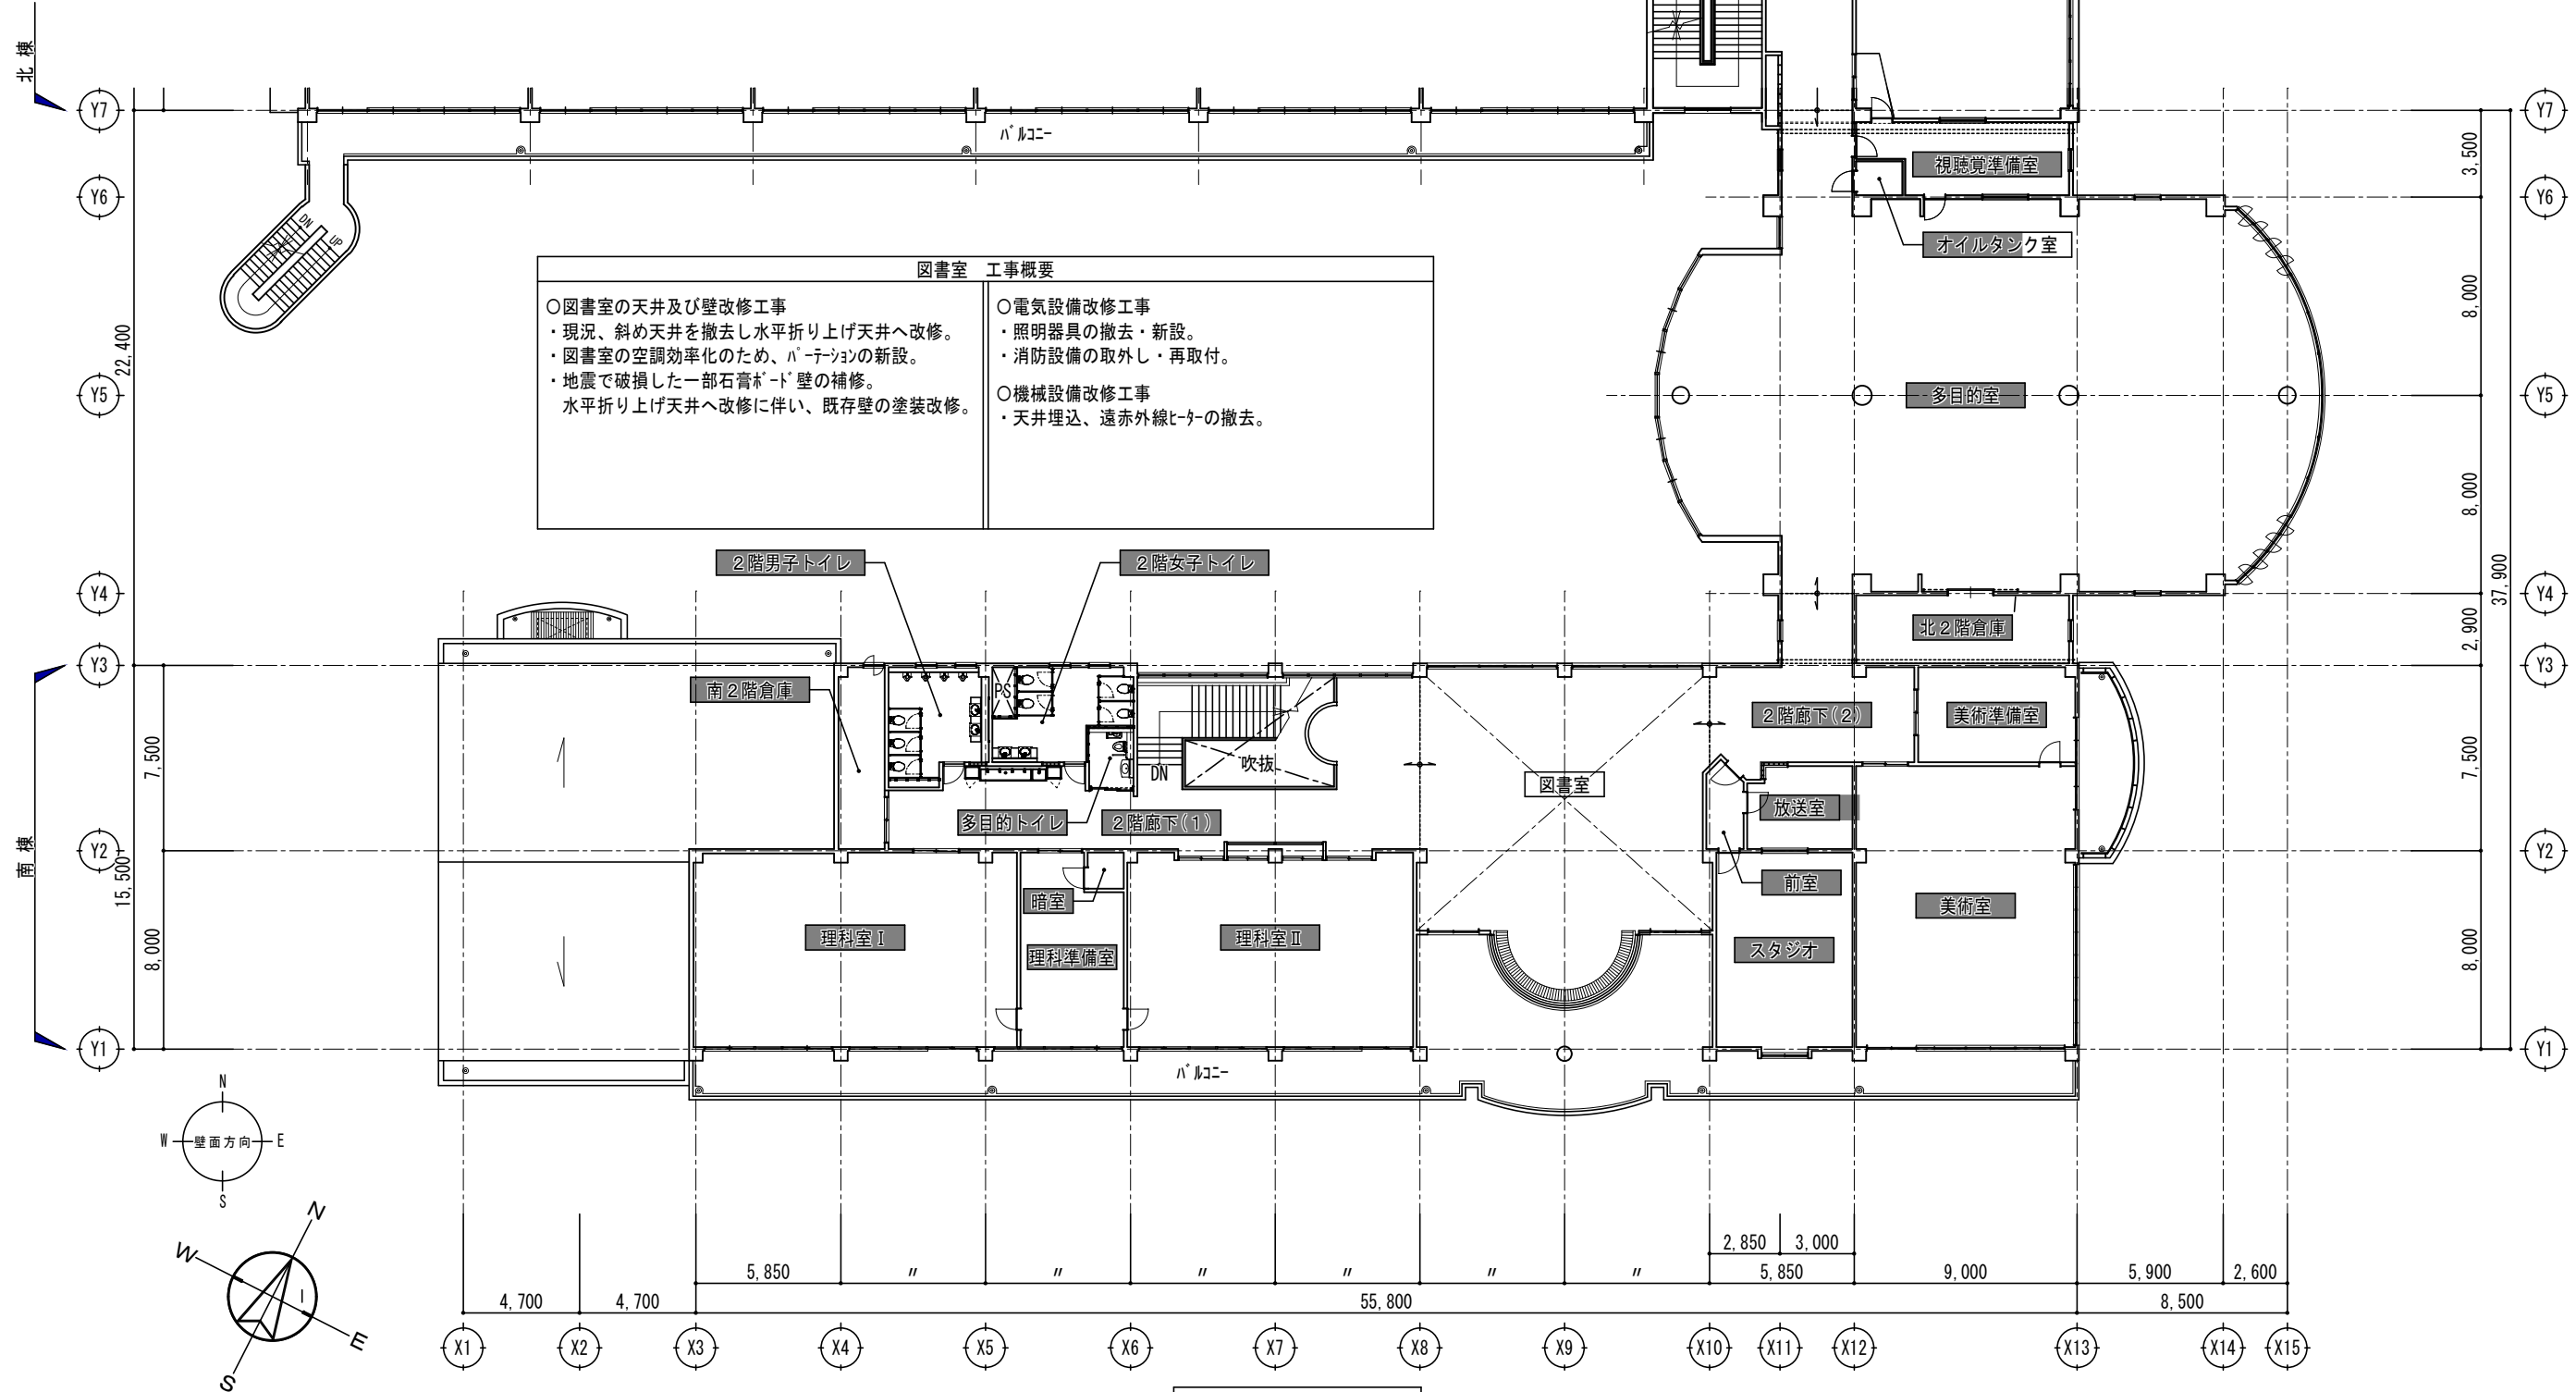 北棟
Y7
Y6
Y5
Y4
Y3
Y2
Y1
南棟
22,400
7,500
15,500
8,000
バルコニー
DN
UP
図書室　工事概要
○図書室の天井及び壁改修工事
・現況、斜め天井を撤去し水平折り上げ天井へ改修。
・図書室の空調効率化のため、パーテーションの新設。
・地震で破損した一部石膏ボード壁の補修。
水平折り上げ天井へ改修に伴い、既存壁の塗装改修。
○電気設備改修工事
・照明器具の撤去・新設。
・消防設備の取外し・再取付。
○機械設備改修工事
・天井埋込、遠赤外線ヒーターの撤去。
視聴覚準備室
オイルタンク室
多目的室
北２階倉庫
Y7
Y6
Y5
Y4
Y3
Y2
Y1
3,500
8,000
8,000
2,900
7,500
8,000
37,900
２階男子トイレ
２階女子トイレ
南２階倉庫
PS
DN
吹抜
多目的トイレ
２階廊下(1)
図書室
２階廊下(2)
美術準備室
放送室
前室
スタジオ
美術室
理科室Ⅰ
暗室
理科準備室
理科室Ⅱ
バルコニー
N
W
壁面方向
E
S
N
W
E
S
2,850
3,000
5,850
〃
〃
〃
〃
〃
〃
5,850
9,000
5,900
2,600
4,700
4,700
55,800
8,500
X1
X2
X3
X4
X5
X6
X7
X8
X9
X10
X11
X12
X13
X14
X15